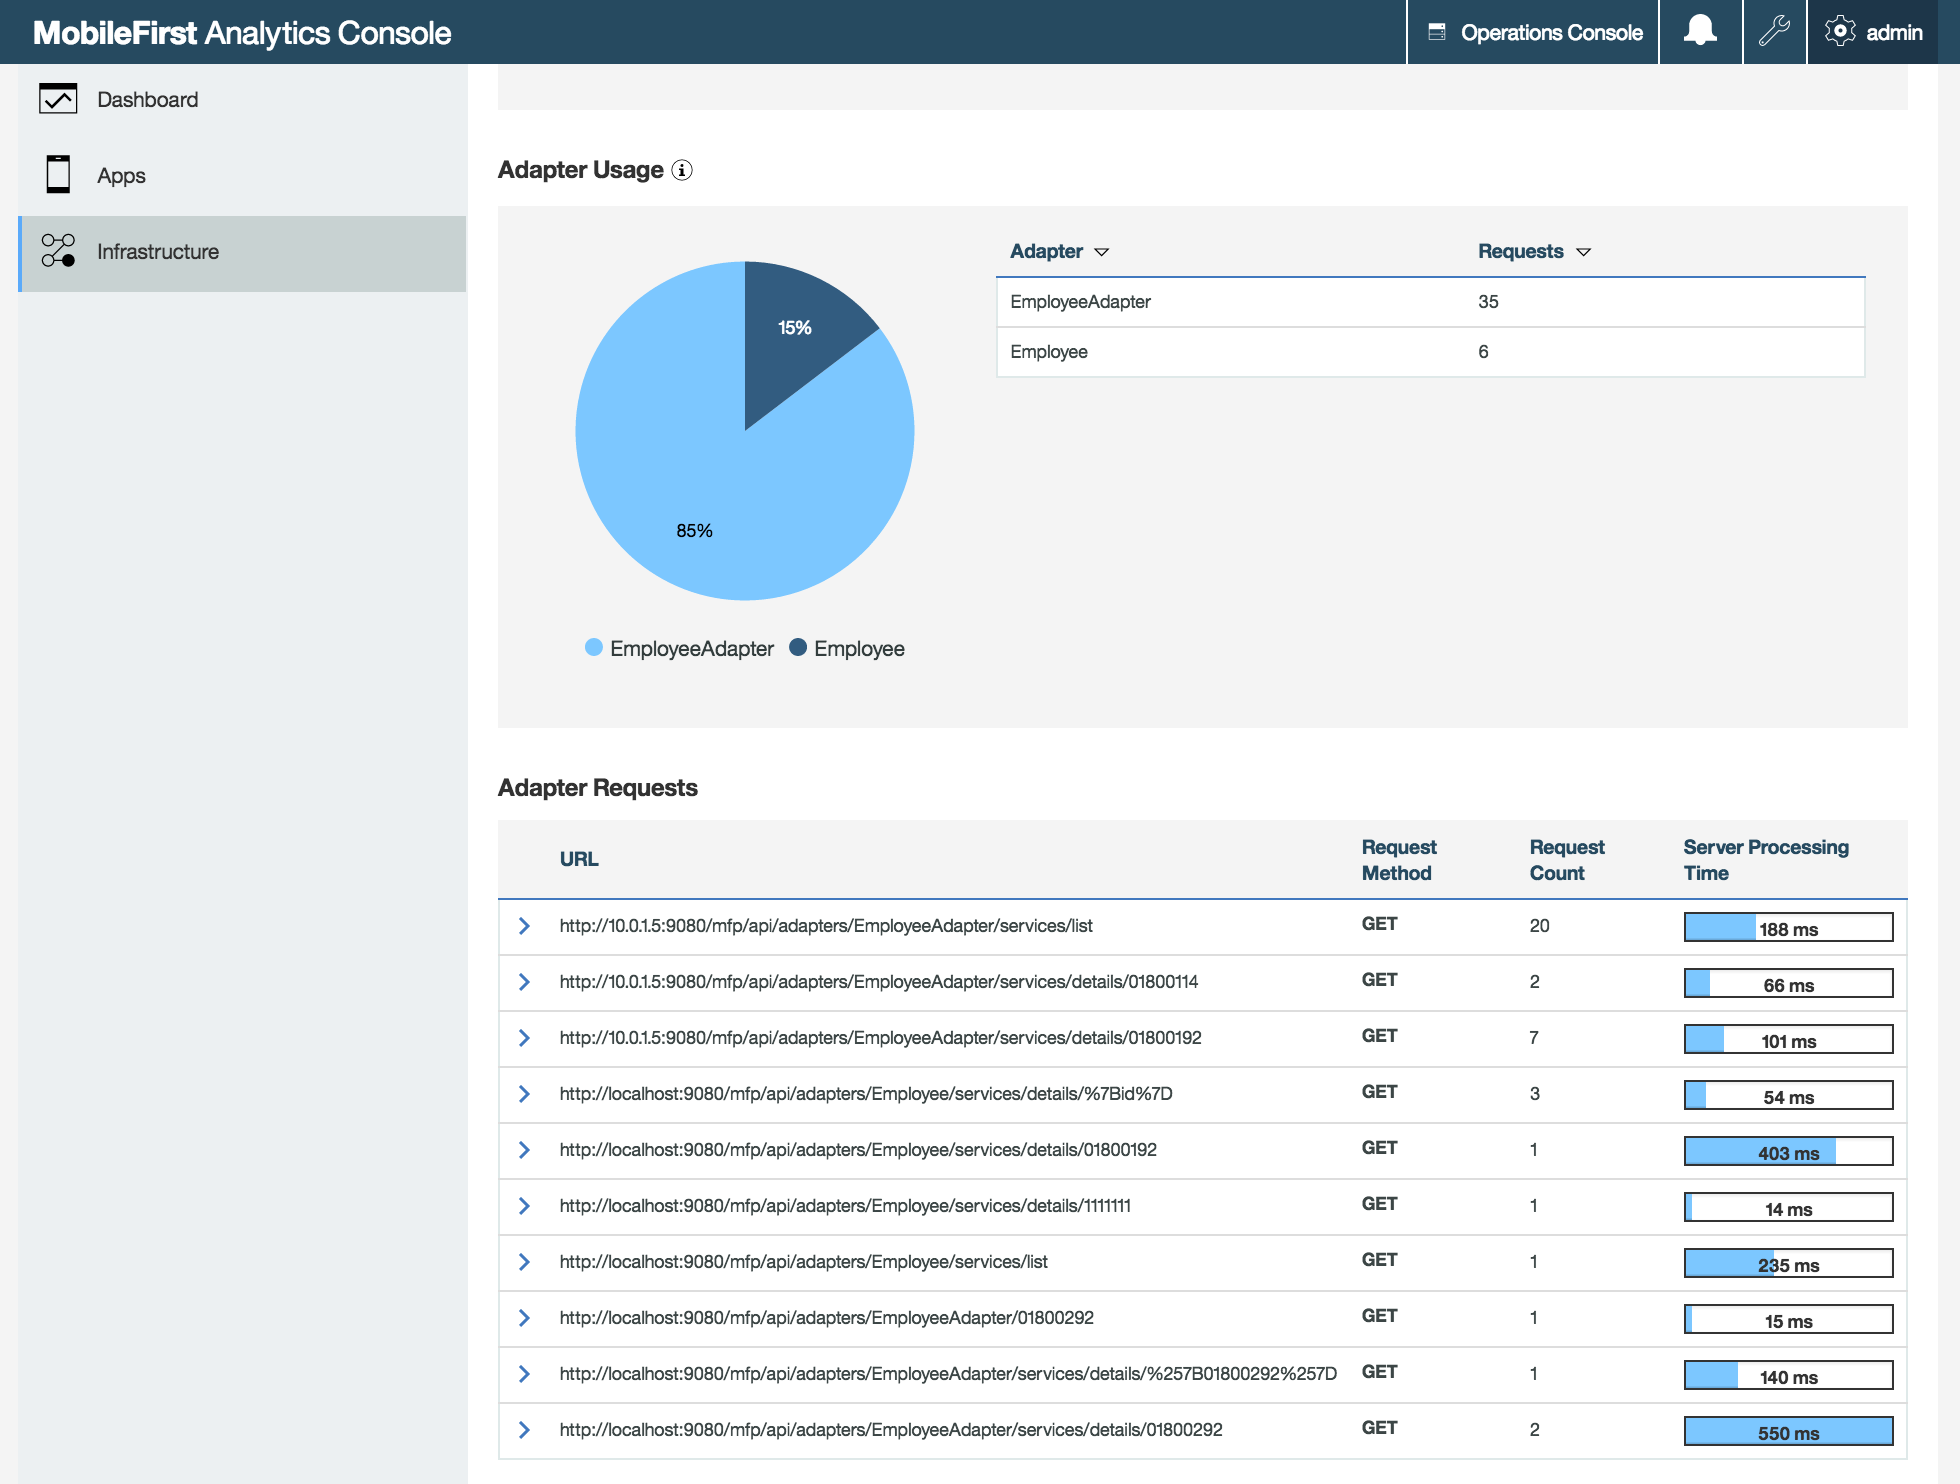 MobileFirst Analytics Console
Operations Console
admin
Dashboard
Apps
Infrastructure
Adapter Usage
15%
85%
EmployeeAdapter Employee
Adapter Requests
EmployeeAdapter 35
Employee 6
Adapter Requests
URL Request Method Request Count Server Processing Time
http://10.0.1.5:9080/mfp/api/adapters/EmployeeAdapter/services/list GET 20 188 ms
http://10.0.1.5:9080/mfp/api/adapters/EmployeeAdapter/services/details/01800114 GET 2 66 ms
http://10.0.1.5:9080/mfp/api/adapters/EmployeeAdapter/services/details/01800192 GET 7 101 ms
http://localhost:9080/mfp/api/adapters/Employee/services/details/%7Bid%7D GET 3 54 ms
http://localhost:9080/mfp/api/adapters/Employee/services/details/01800192 GET 1 403 ms
http://localhost:9080/mfp/api/adapters/Employee/services/details/1111111 GET 1 14 ms
http://localhost:9080/mfp/api/adapters/Employee/services/list GET 1 235 ms
http://localhost:9080/mfp/api/adapters/EmployeeAdapter/01800292 GET 1 15 ms
http://localhost:9080/mfp/api/adapters/EmployeeAdapter/services/details/%257B01800292%257D GET 1 140 ms
http://localhost:9080/mfp/api/adapters/EmployeeAdapter/services/details/01800292 GET 2 550 ms